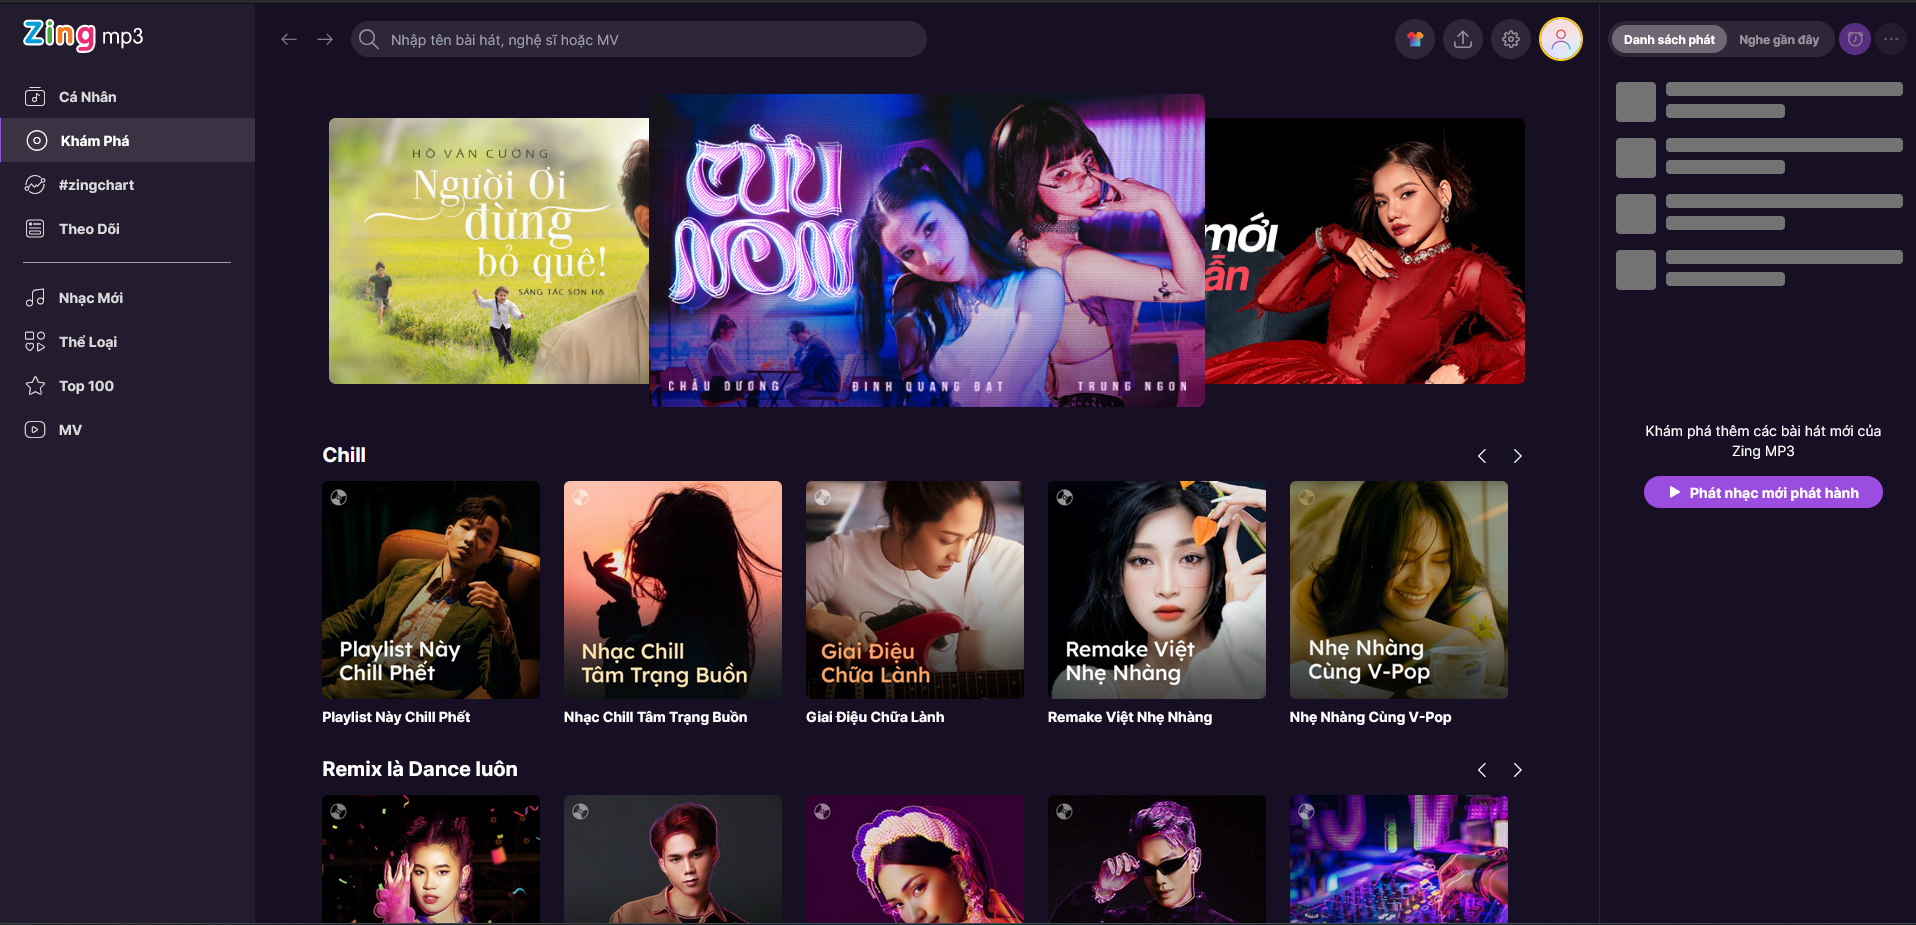 Zing mp3
Cá Nhân
Khám Phá
#zingchart
Theo Dõi
Nhạc Mới
Thể Loại
Top 100
MV
Nhập tên bài hát, nghệ sĩ hoặc MV
HỒ VĂN CƯỜNG
Người Ơi
đừng
bỏ quê!
SÁNG TÁC SƠN HẠ
CỪU
NON
CHÂU DƯƠNG
ĐINH QUANG ĐẠT
TRUNG NGON
mới
ẫn
Chill
Playlist Này
Chill Phết
Nhạc Chill
Tâm Trạng Buồn
Giai Điệu
Chữa Lành
Remake Việt
Nhẹ Nhàng
Nhẹ Nhàng
Cùng V-Pop
Playlist Này Chill Phết
Nhạc Chill Tâm Trạng Buồn
Giai Điệu Chữa Lành
Remake Việt Nhẹ Nhàng
Nhẹ Nhàng Cùng V-Pop
Remix là Dance luôn
Danh sách phát
Nghe gần đây
Khám phá thêm các bài hát mới của
Zing MP3
Phát nhạc mới phát hành